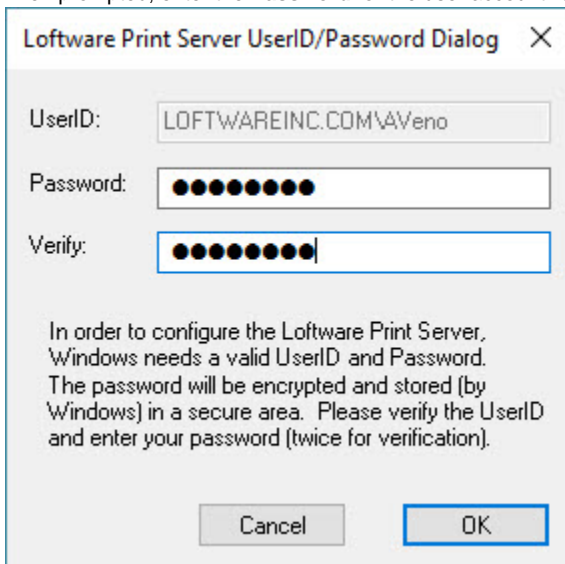 Loftware Print Server UserID/Password Dialog
UserID: LOFTWAREINC.COM\AVeno
Password: ●●●●●●●●
Verify: ●●●●●●●●
In order to configure the Loftware Print Server,
Windows needs a valid UserID and Password.
The password will be encrypted and stored (by
Windows) in a secure area. Please verify the UserID
and enter your password (twice for verification).
Cancel OK